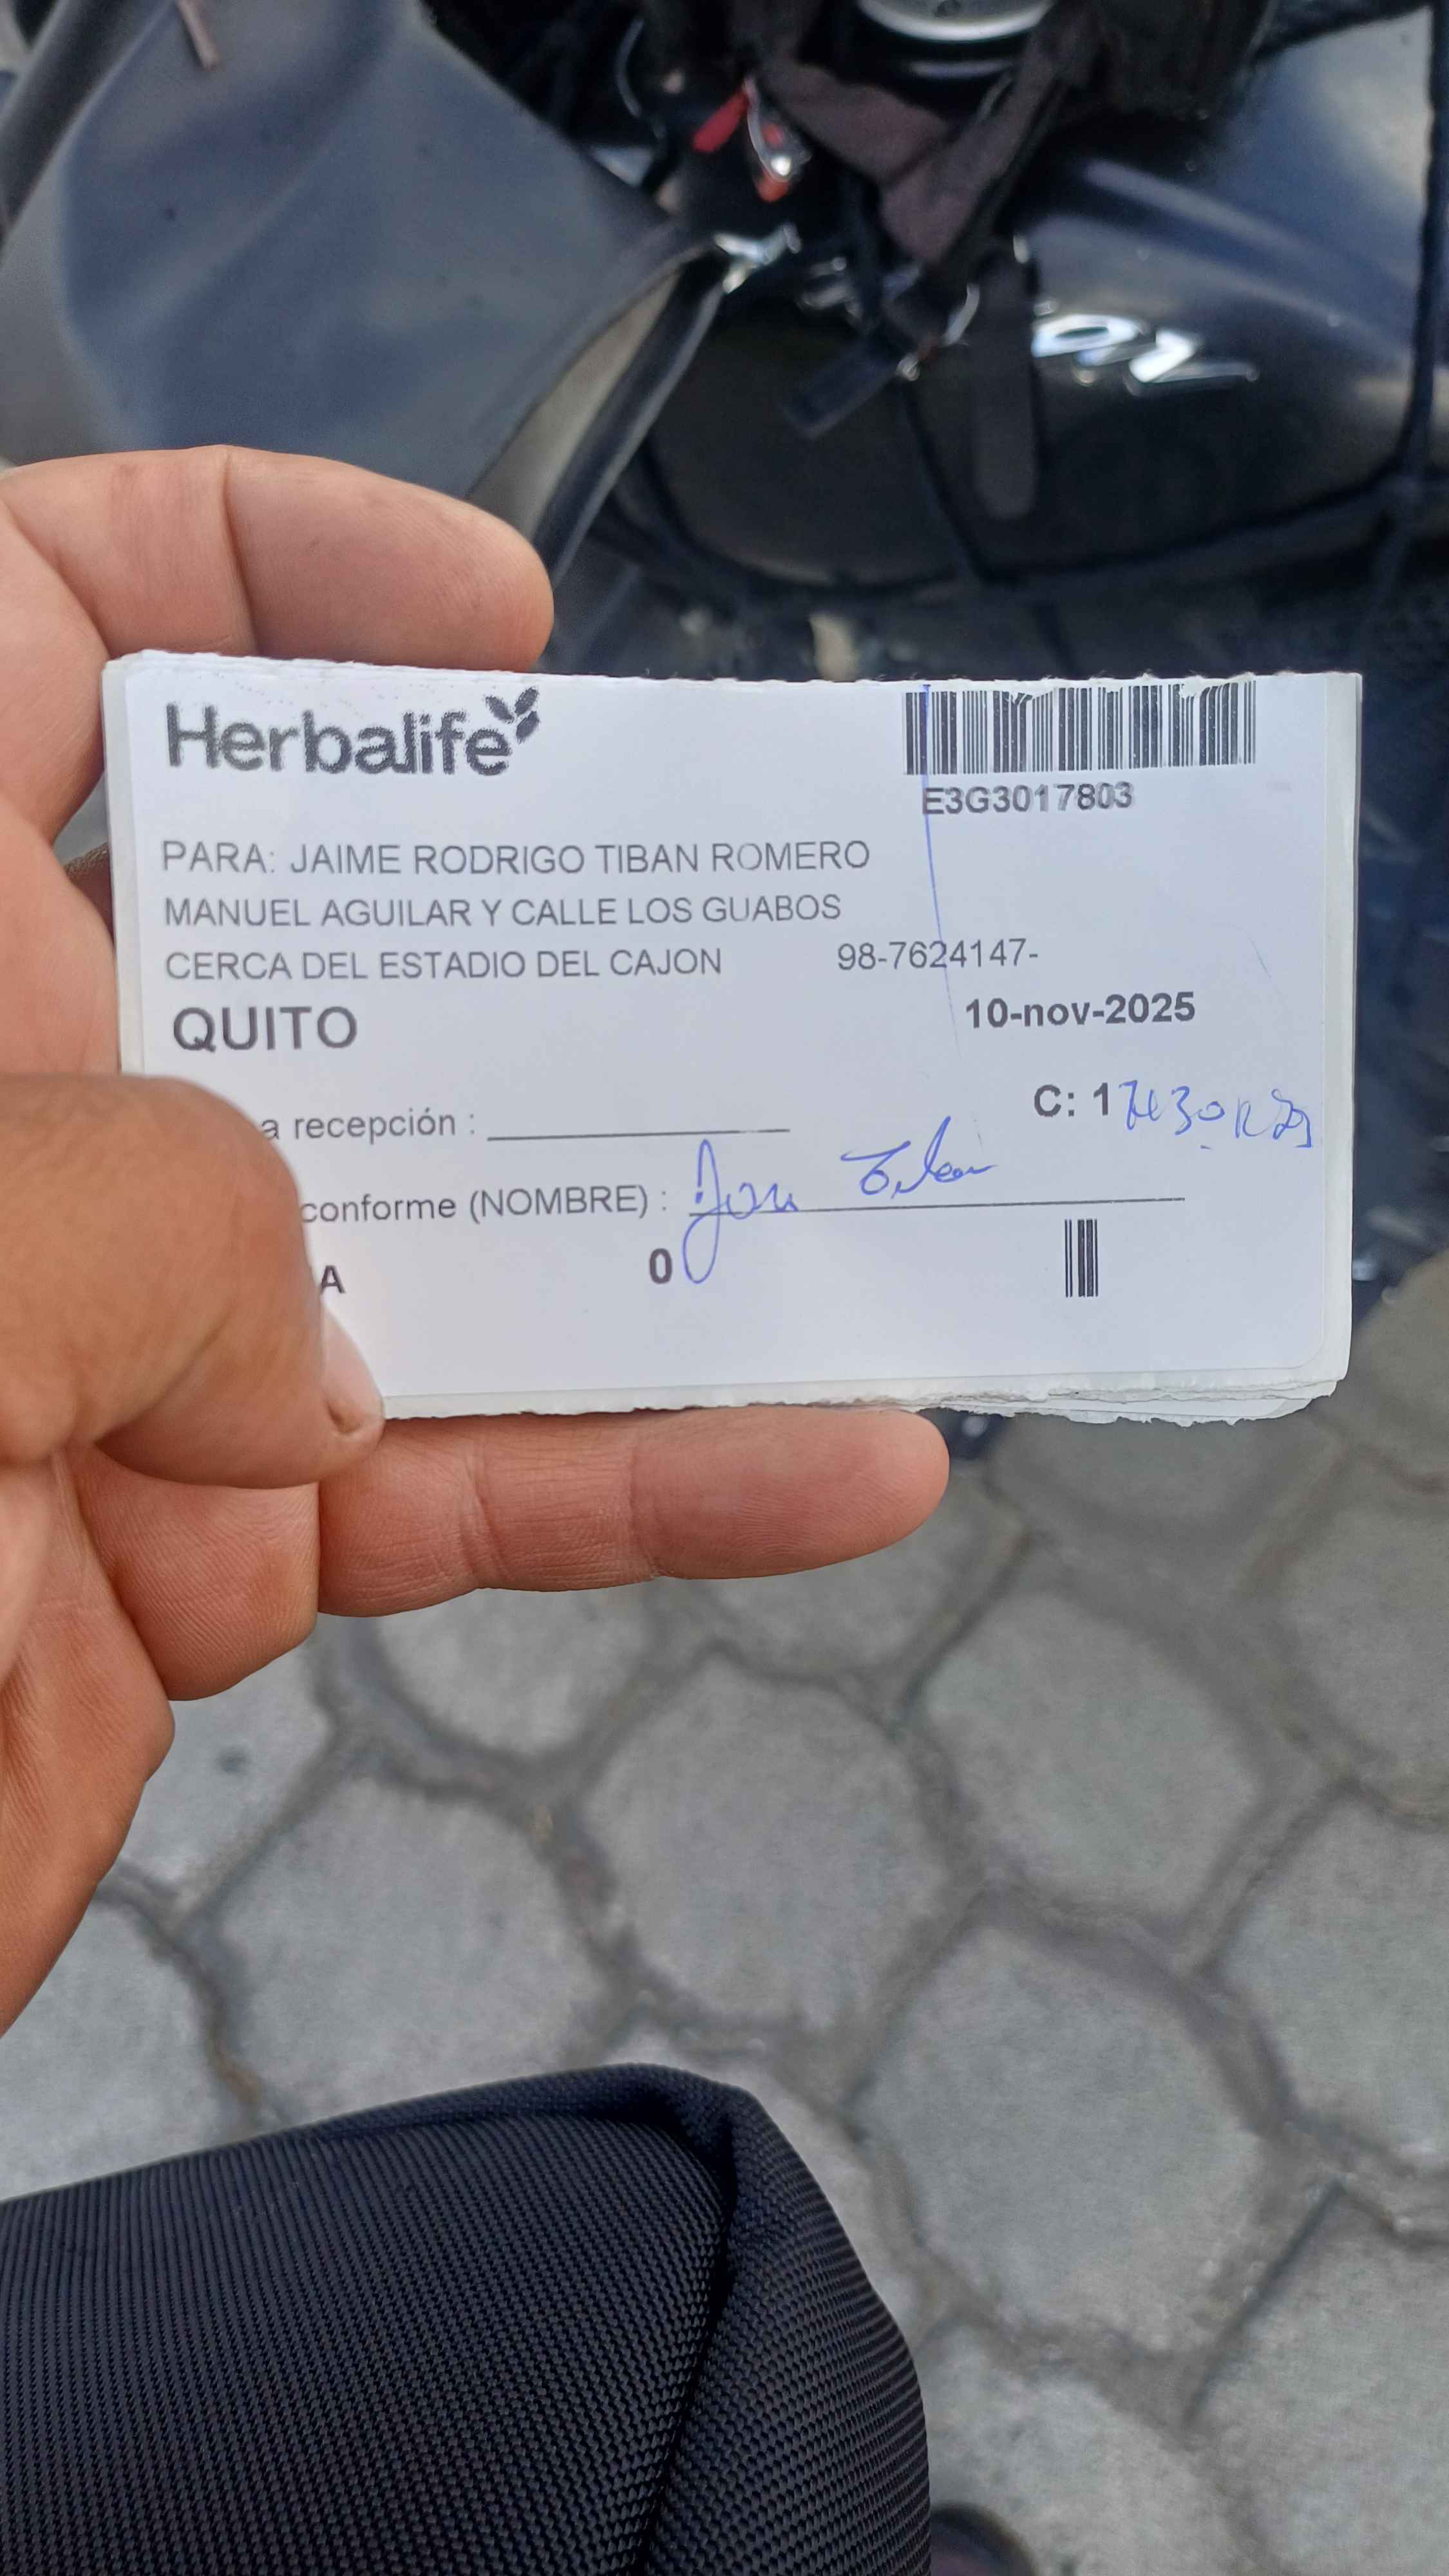 Herbalife
E3G3017803
PARA: JAIME RODRIGO TIBAN ROMERO
MANUEL AGUILAR Y CALLE LOS GUABOS
CERCA DEL ESTADIO DEL CAJON 98-7624147-
QUITO 10-nov-2025
C: 1
a recepción :
conforme (NOMBRE) :
A 0